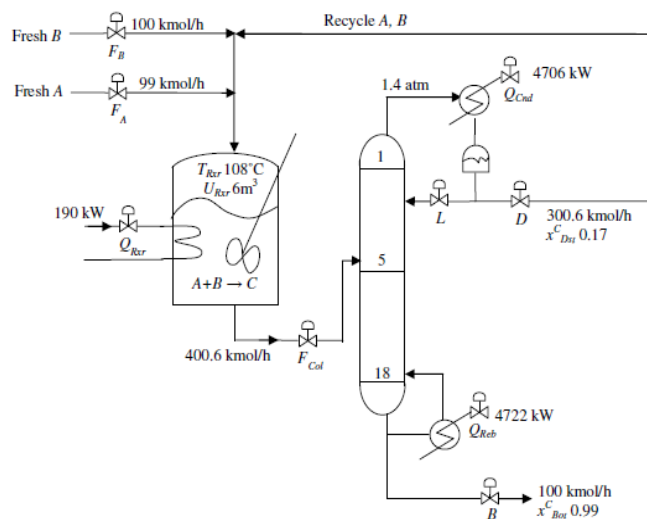 Fresh B
100 kmol/h
F_B
Recycle A, B
Fresh A
99 kmol/h
F_A
1.4 atm
4706 kW
Q_Cnd
1
T_Rxr 108°C
U_Rxr 6m³
190 kW
Q_Rxr
A+B → C
L
D
300.6 kmol/h
x^C_Dist 0.17
5
400.6 kmol/h
F_Col
18
4722 kW
Q_Reb
B
100 kmol/h
x^C_Bot 0.99